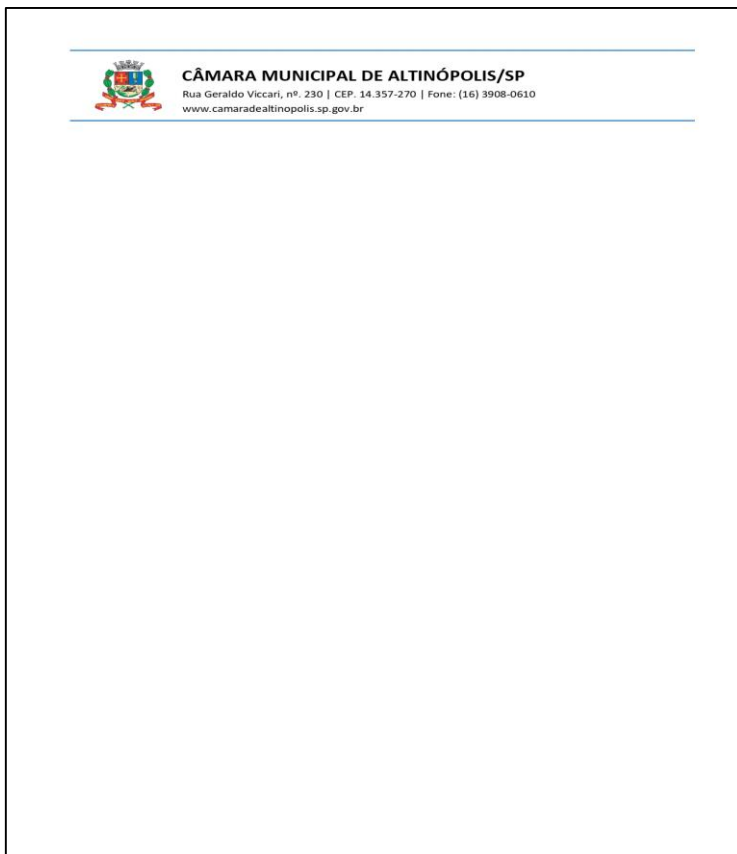 CÂMARA MUNICIPAL DE ALTINÓPOLIS/SP
Rua Geraldo Viccari, nº. 230 | CEP. 14.357-270 | Fone: (16) 3908-0610
www.camaradealtinopolis.sp.gov.br